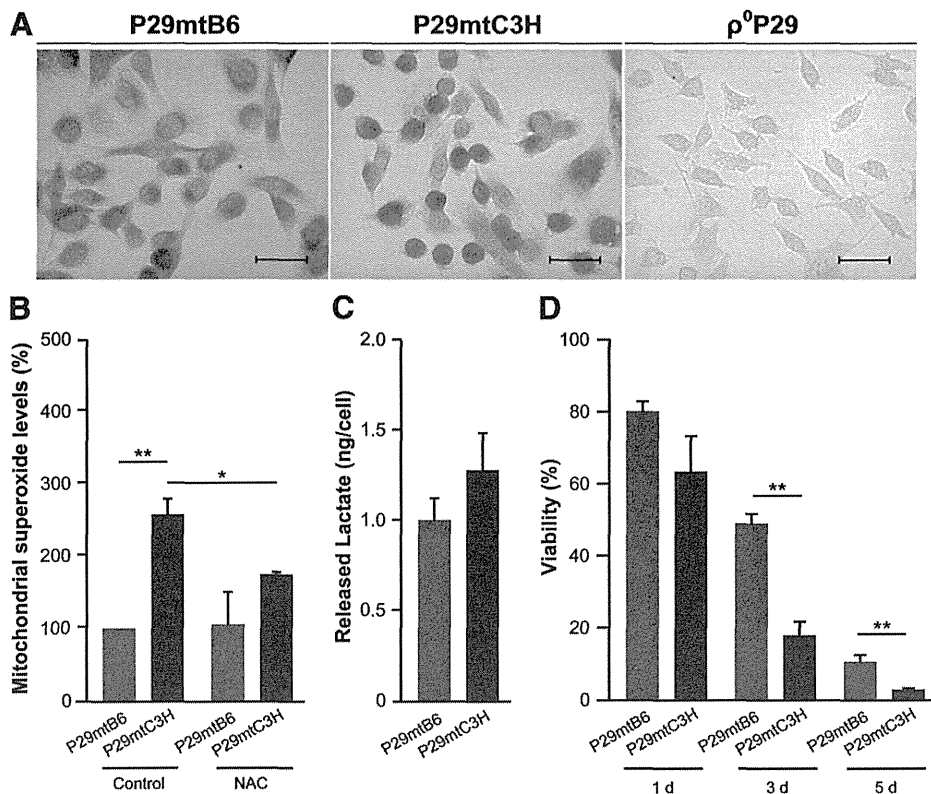 A
P29mtB6 P29mtC3H ρ⁰P29
B
Mitochondrial superoxide levels (%)
500
400
300
200
100
0
**
*
P29mtB6 P29mtC3H P29mtB6 P29mtC3H
Control NAC
C
Released Lactate (ng/cell)
2.0
1.5
1.0
0.5
0
P29mtB6 P29mtC3H
D
Viability (%)
100
80
60
40
20
0
**
**
P29mtB6 P29mtC3H P29mtB6 P29mtC3H P29mtB6 P29mtC3H
1 d 3 d 5 d